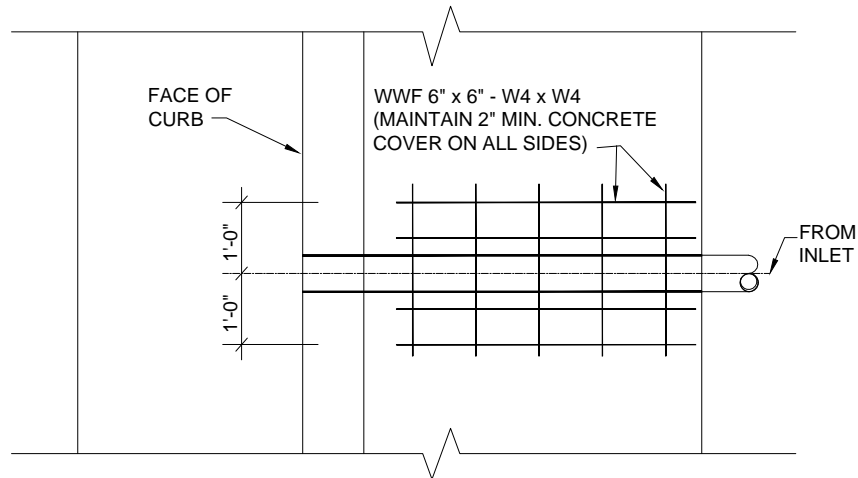 FACE OF
CURB
WWF 6" x 6" - W4 x W4
(MAINTAIN 2" MIN. CONCRETE
COVER ON ALL SIDES)
FROM
INLET
1'-0"
1'-0"